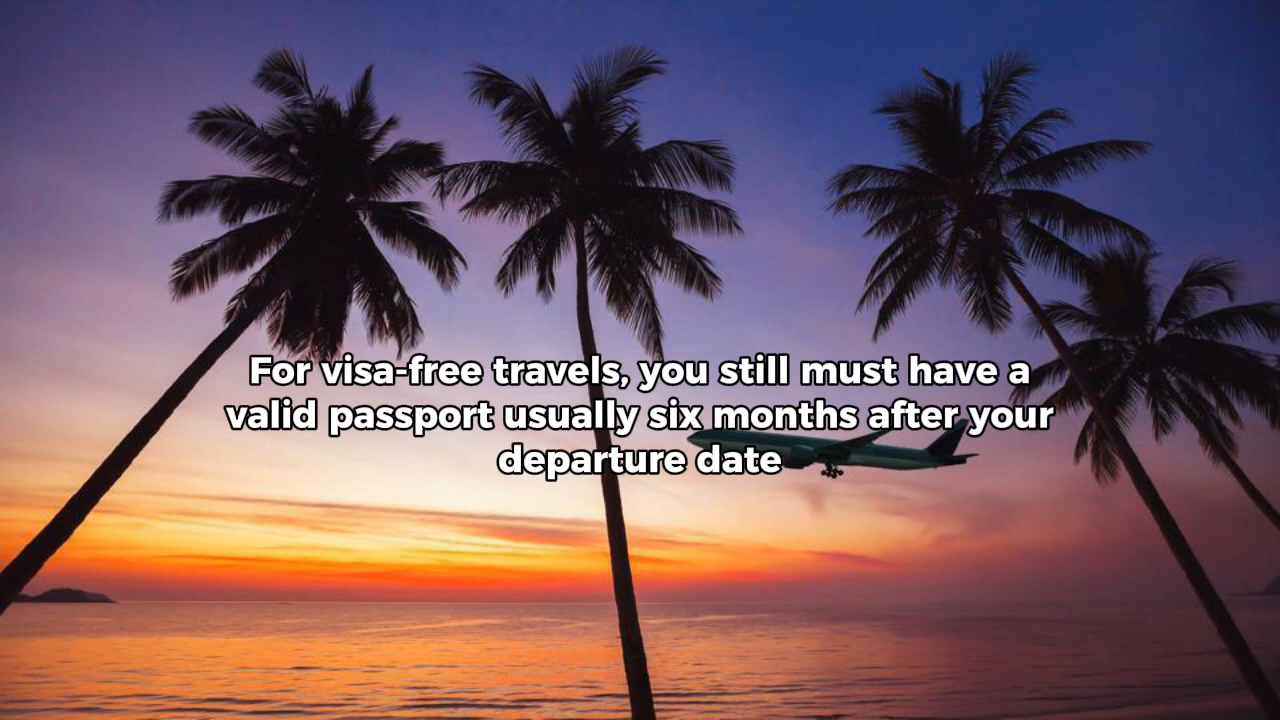 For visa-free travels, you still must have a
valid passport usually six months after your
departure date